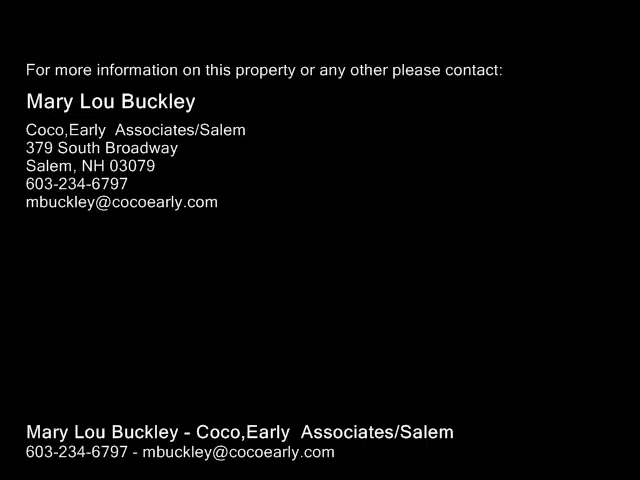 For more information on this property or any other please contact:
Mary Lou Buckley
Coco,Early  Associates/Salem
379 South Broadway
Salem, NH 03079
603-234-6797
mbuckley@cocoearly.com
Mary Lou Buckley - Coco,Early  Associates/Salem
603-234-6797 - mbuckley@cocoearly.com